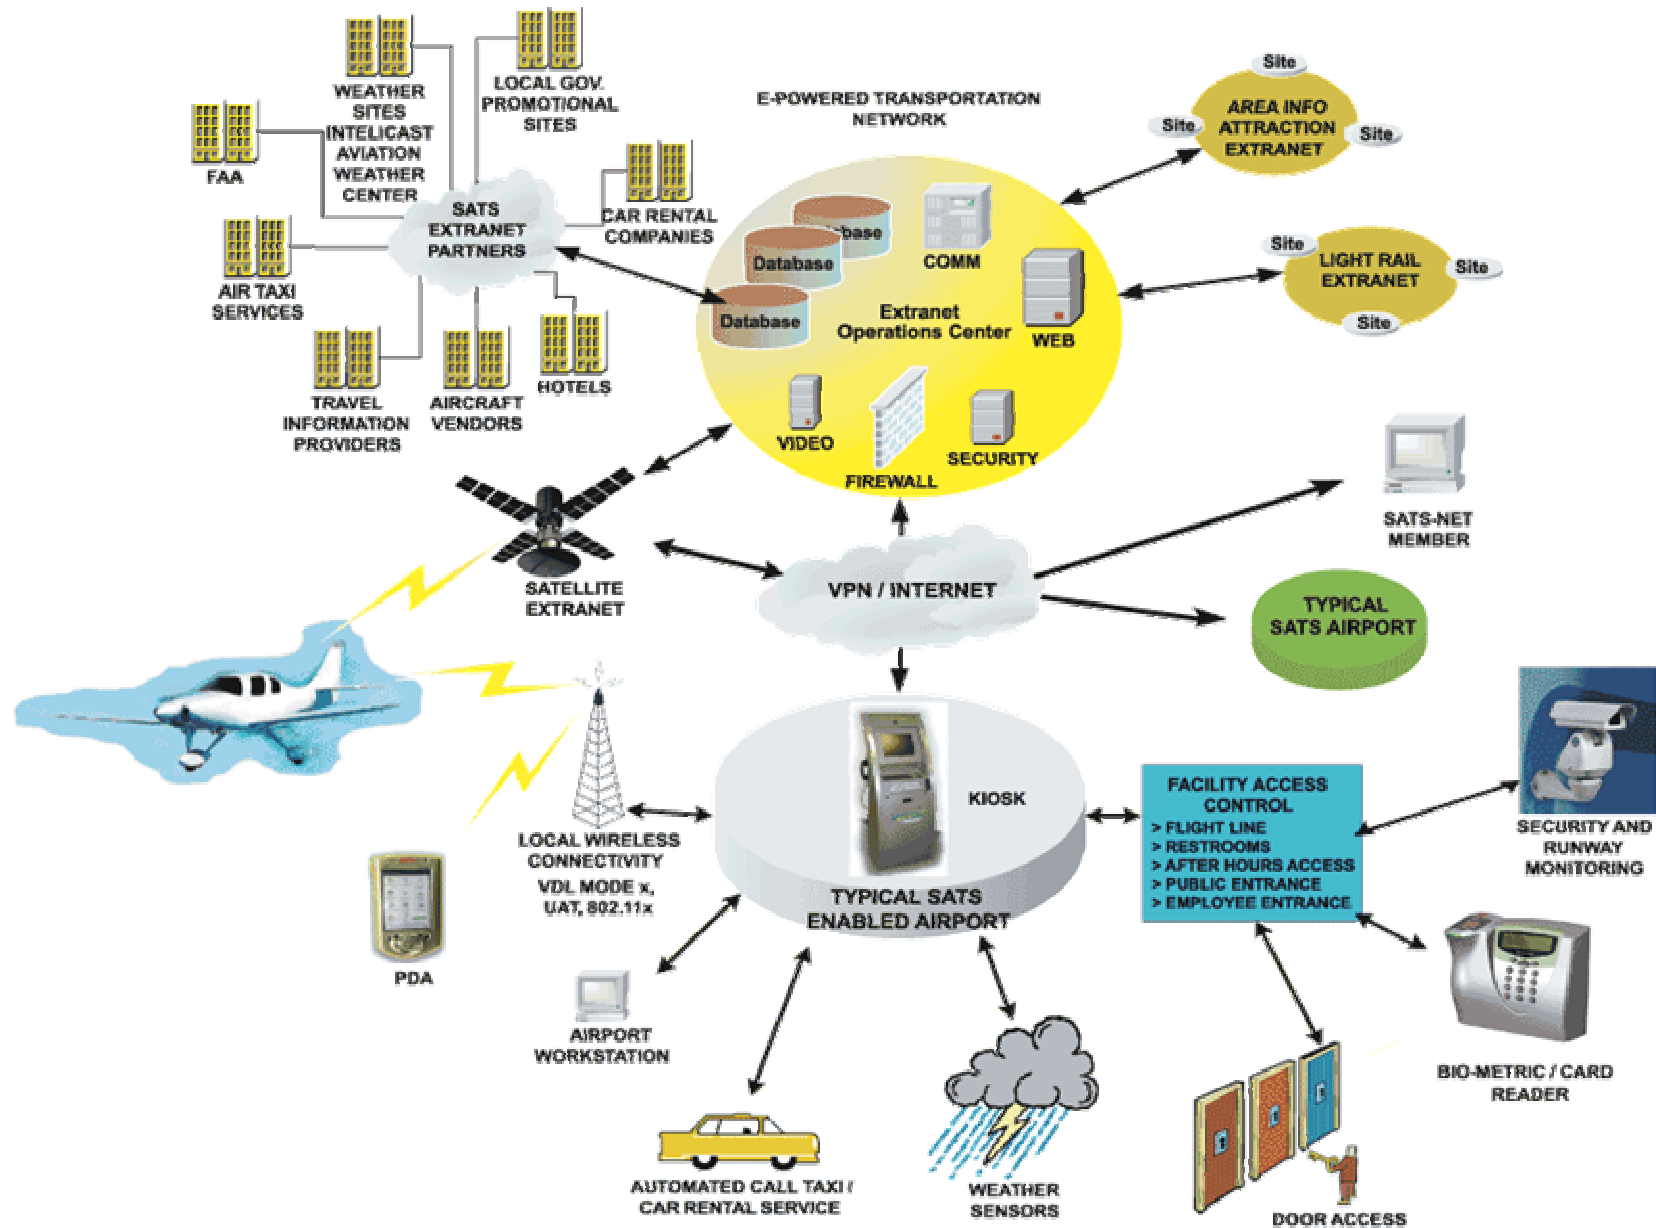 WEATHER
SITES
INTELICAST
AVIATION
WEATHER
CENTER
LOCAL GOV.
PROMOTIONAL
SITES
FAA
SATS
EXTRANET
PARTNERS
CAR RENTAL
COMPANIES
AIR TAXI
SERVICES
TRAVEL
INFORMATION
PROVIDERS
AIRCRAFT
VENDORS
HOTELS
E-POWERED TRANSPORTATION
NETWORK
Database
Database
COMM
Extranet
Operations Center
WEB
VIDEO
FIREWALL
SECURITY
Site
Site
Site
AREA INFO
ATTRACTION
EXTRANET
Site
Site
Site
LIGHT RAIL
EXTRANET
SATS-NET
MEMBER
SATELLITE
EXTRANET
VPN / INTERNET
TYPICAL
SATS AIRPORT
KIOSK
TYPICAL SATS
ENABLED AIRPORT
LOCAL WIRELESS
CONNECTIVITY
VDL MODE x,
UAT, 802.11x
PDA
AIRPORT
WORKSTATION
AUTOMATED CALL TAXI /
CAR RENTAL SERVICE
WEATHER
SENSORS
FACILITY ACCESS
CONTROL
> FLIGHT LINE
> RESTROOMS
> AFTER HOURS ACCESS
> PUBLIC ENTRANCE
> EMPLOYEE ENTRANCE
SECURITY AND
RUNWAY
MONITORING
BIO-METRIC / CARD
READER
DOOR ACCESS